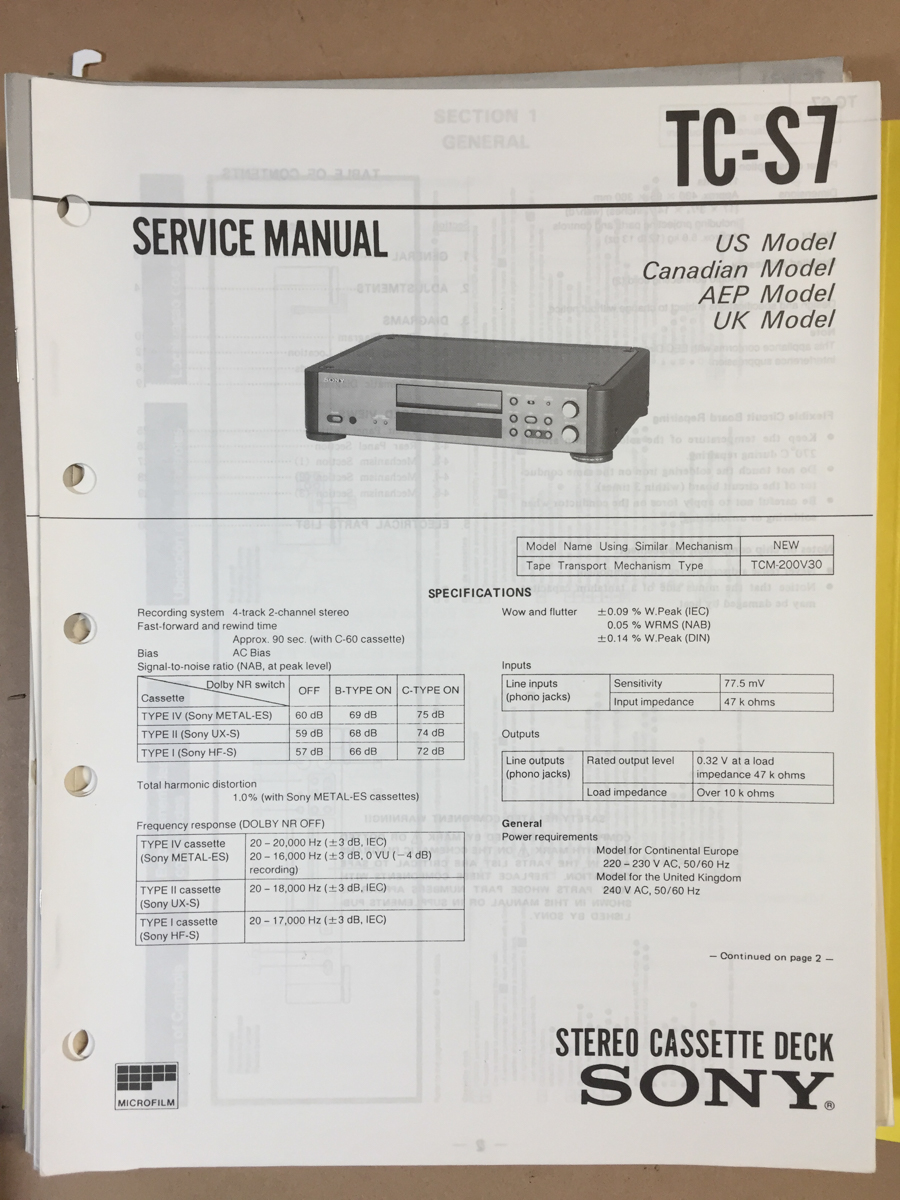 TC-S7
SERVICE MANUAL
US Model
Canadian Model
AEP Model
UK Model
SONY
Model Name Using Similar Mechanism NEW
Tape Transport Mechanism Type TCM-200V30
SPECIFICATIONS
Recording system 4-track 2-channel stereo
Fast-forward and rewind time
Approx. 90 sec. (with C-60 cassette)
Bias AC Bias
Signal-to-noise ratio (NAB, at peak level)
Dolby NR switch OFF B-TYPE ON C-TYPE ON
Cassette
TYPE IV (Sony METAL-ES) 60 dB 69 dB 75 dB
TYPE II (Sony UX-S) 59 dB 68 dB 74 dB
TYPE I (Sony HF-S) 57 dB 66 dB 72 dB
Total harmonic distortion
1.0% (with Sony METAL-ES cassettes)
Frequency response (DOLBY NR OFF)
TYPE IV cassette 20 – 20,000 Hz (±3 dB, IEC)
(Sony METAL-ES) 20 – 16,000 Hz (±3 dB, 0 VU (−4 dB)
recording)
TYPE II cassette 20 – 18,000 Hz (±3 dB, IEC)
(Sony UX-S)
TYPE I cassette 20 – 17,000 Hz (±3 dB, IEC)
(Sony HF-S)
Wow and flutter ±0.09 % W.Peak (IEC)
0.05 % WRMS (NAB)
±0.14 % W.Peak (DIN)
Inputs
Line inputs Sensitivity 77.5 mV
(phono jacks) Input impedance 47 k ohms
Outputs
Line outputs Rated output level 0.32 V at a load
(phono jacks) impedance 47 k ohms
Load impedance Over 10 k ohms
General
Power requirements
Model for Continental Europe
220 – 230 V AC, 50/60 Hz
Model for the United Kingdom
240 V AC, 50/60 Hz
— Continued on page 2 —
MICROFILM
STEREO CASSETTE DECK
SONY®